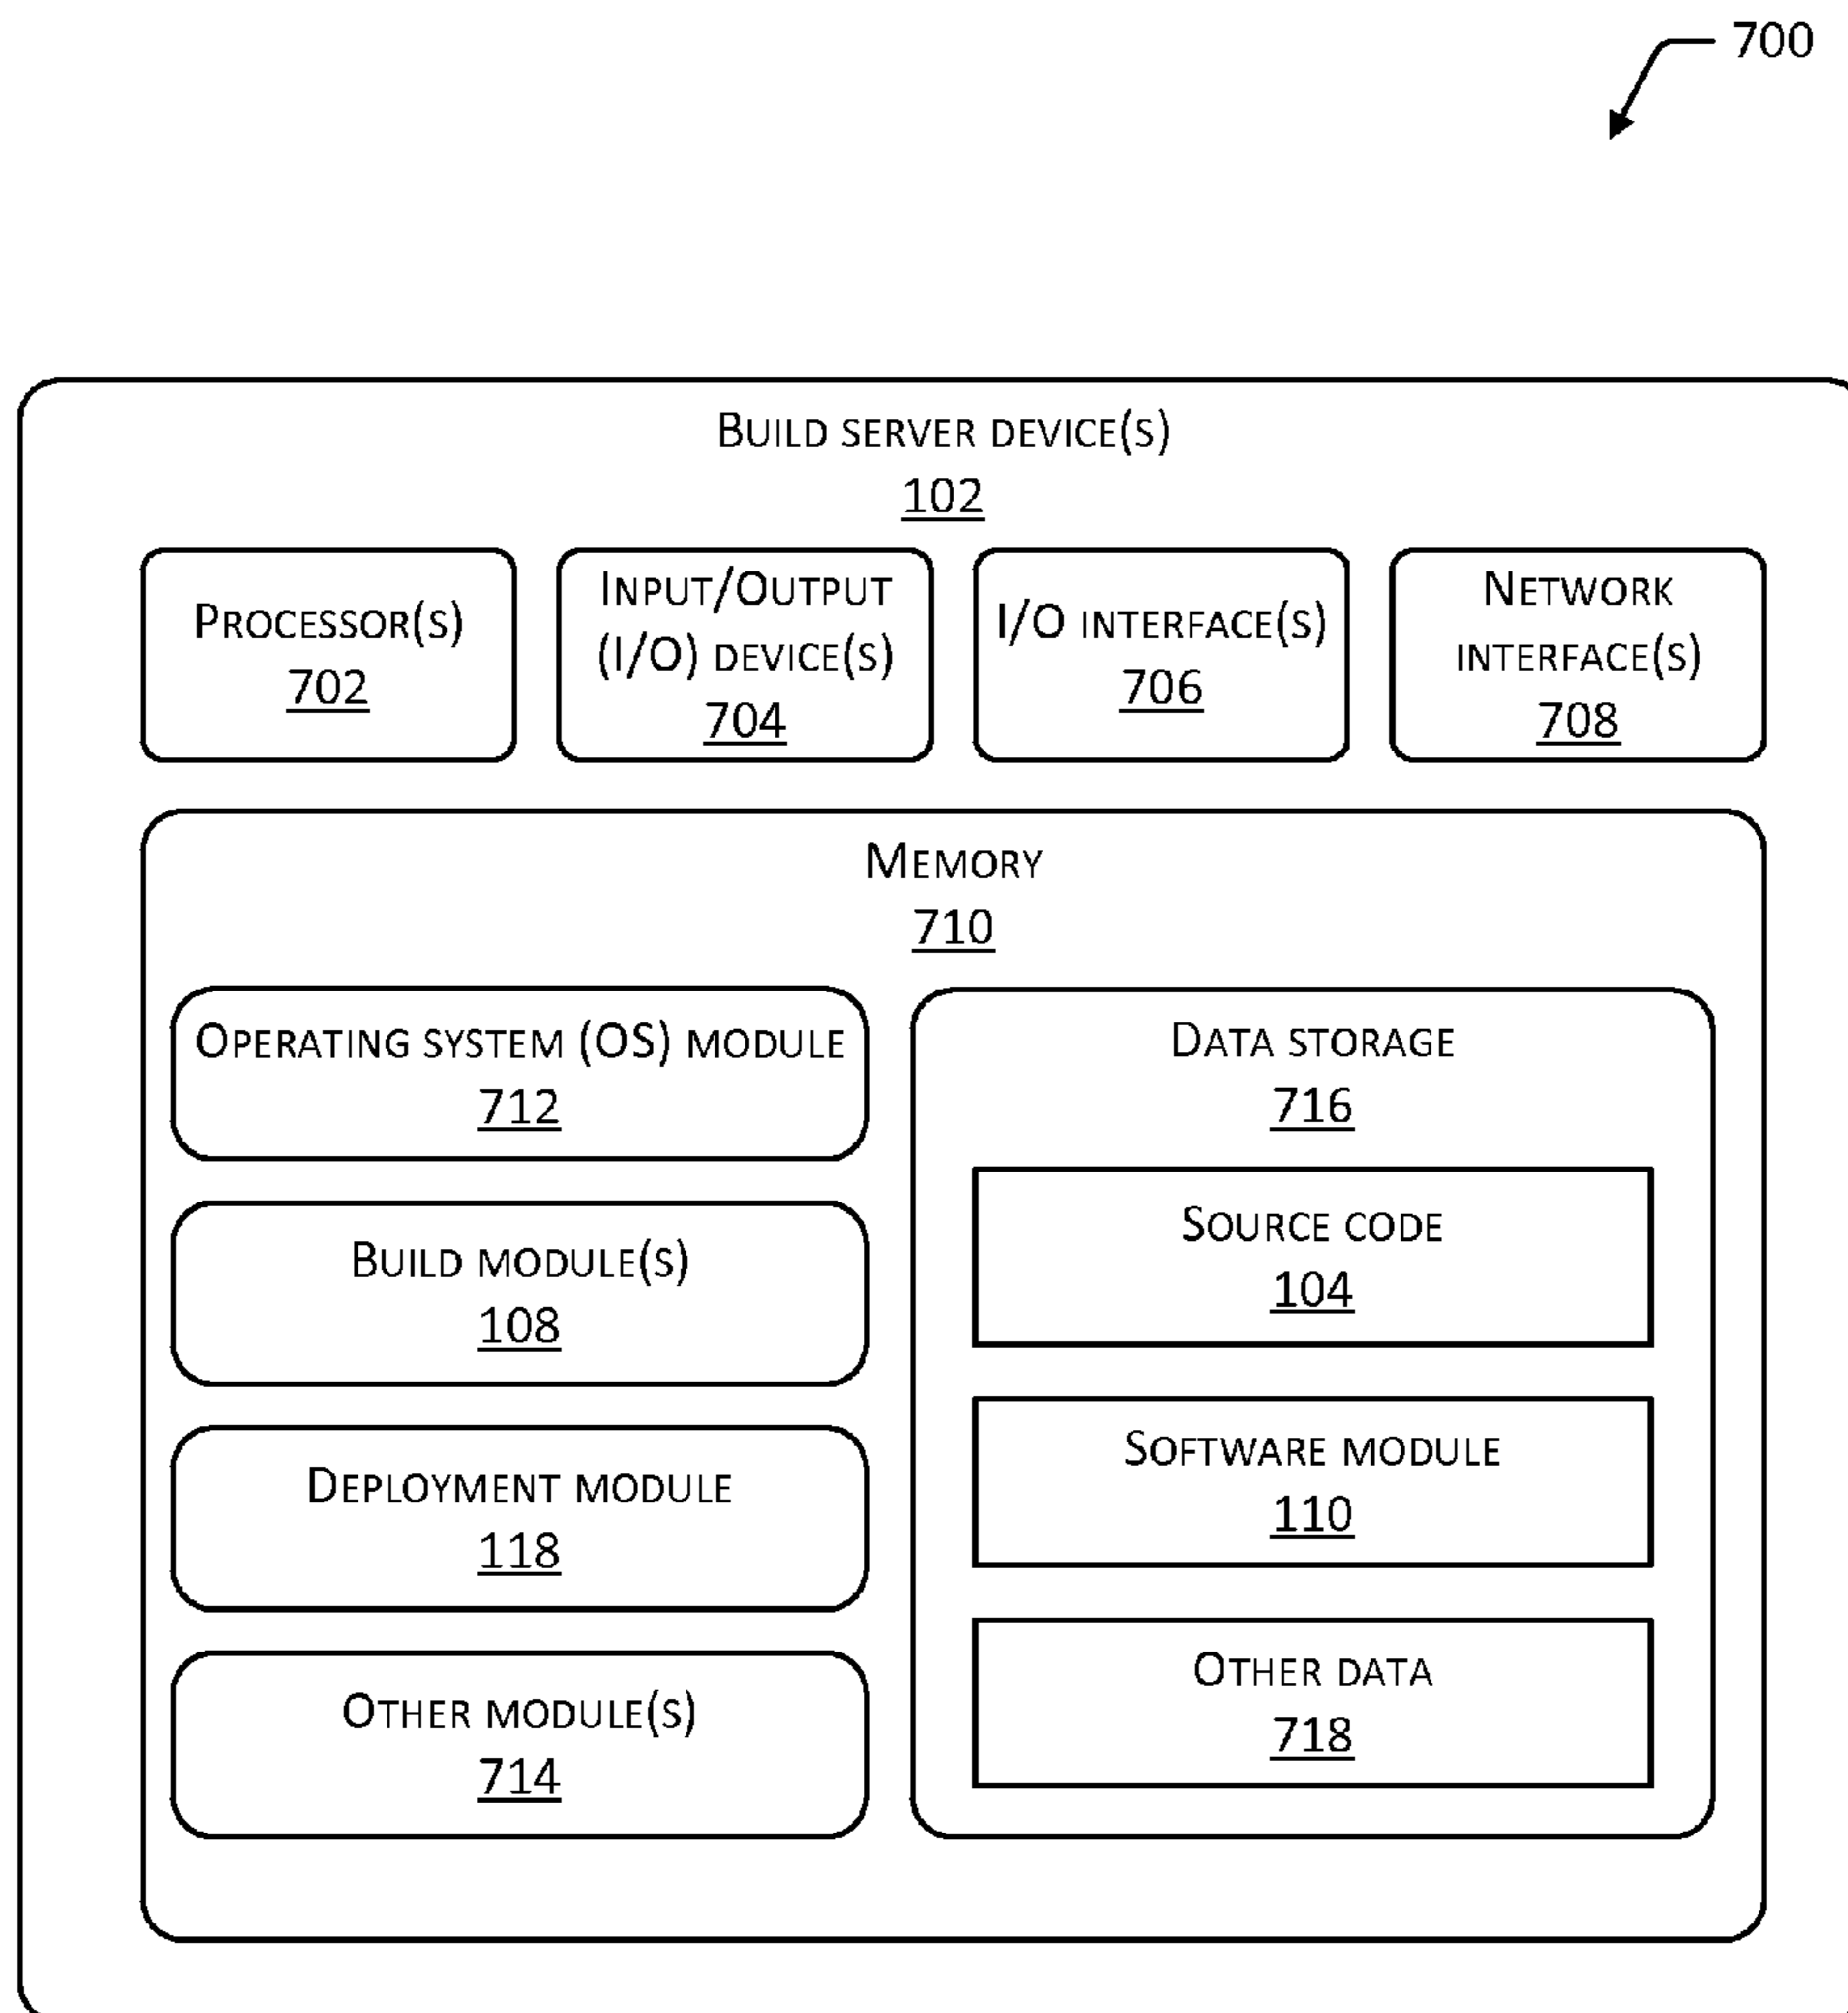 700
Build server device(s)
102
Processor(s)
702
Input/Output
(I/O) device(s)
704
I/O interface(s)
706
Network
interface(s)
708
Memory
710
Operating system (OS) module
712
Build module(s)
108
Deployment module
118
Other module(s)
714
Data storage
716
Source code
104
Software module
110
Other data
718